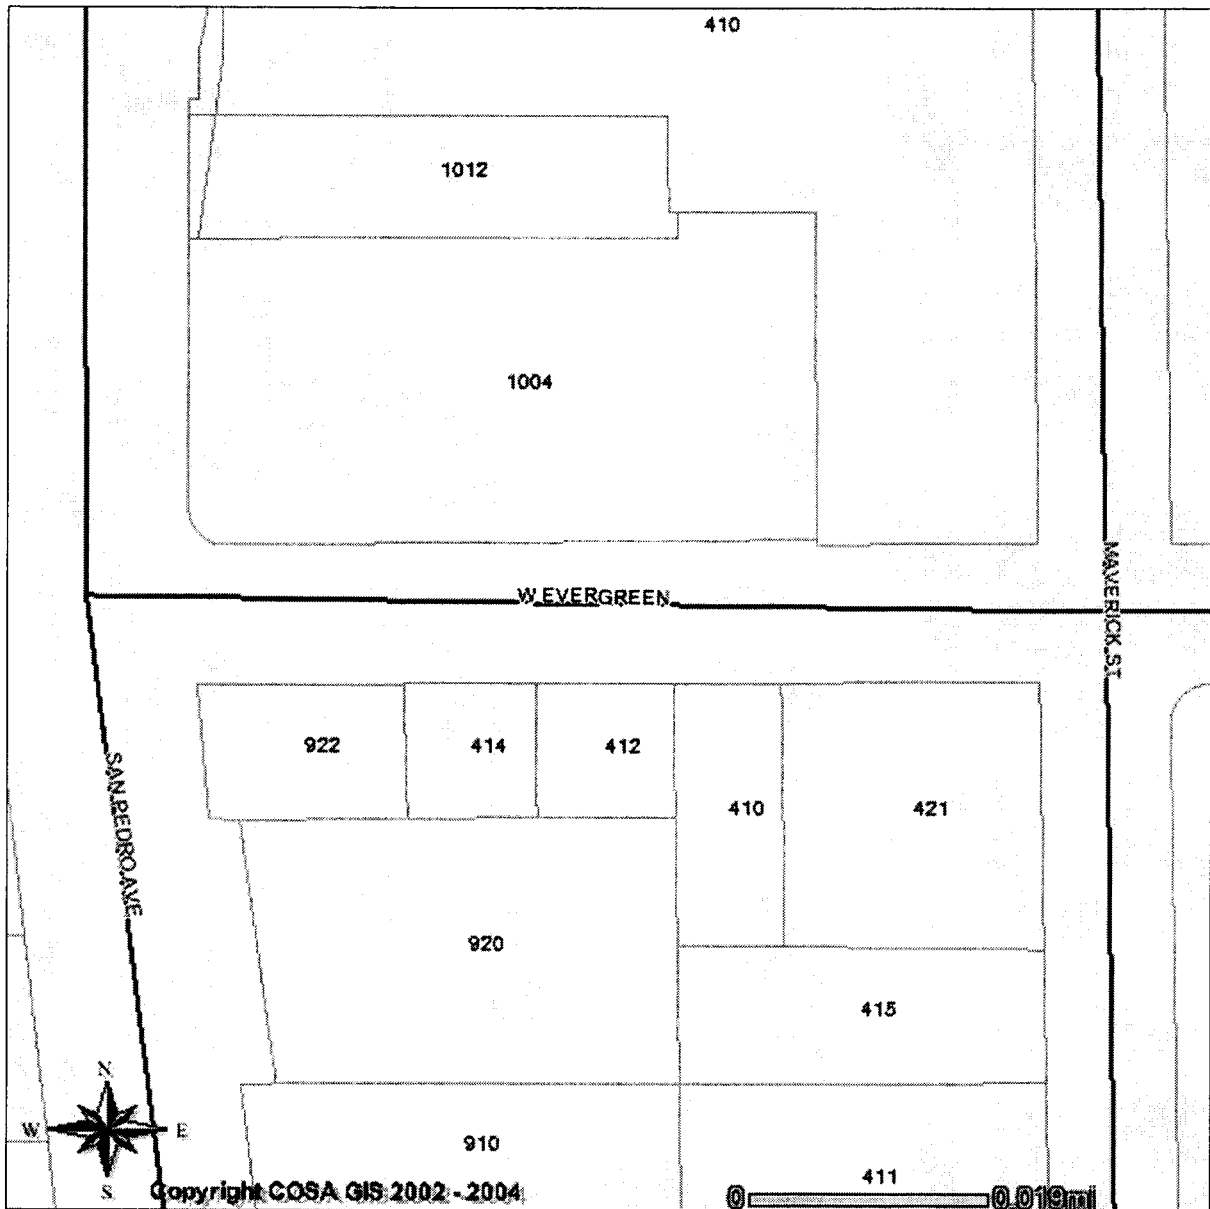 410
1012
1004
W EVERGREEN
MAVERICK ST
922
414
412
410
421
SAN PEDRO AVE
920
415
N
W
E
S
910
411
Copyright COSA GIS 2002 - 2004
0
0.019mi